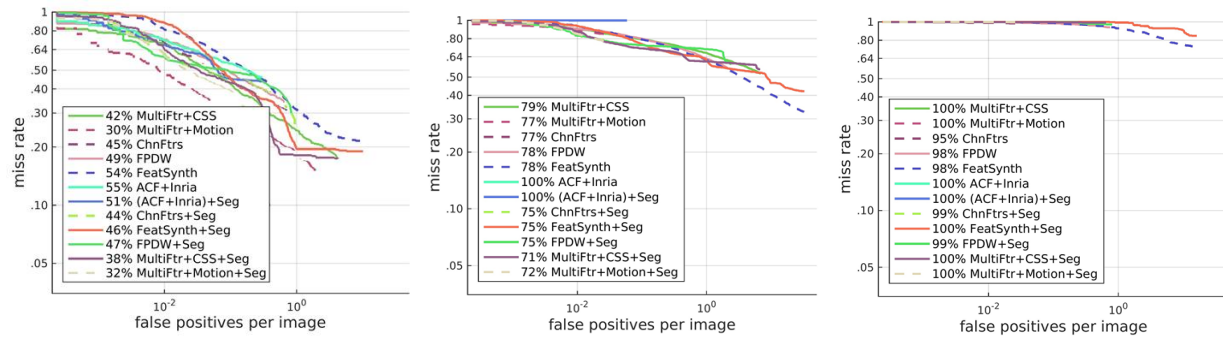 1
.80
.64
.50
.40
.30
.20
.10
.05
miss rate
42% MultiFtr+CSS
30% MultiFtr+Motion
45% ChnFtrs
49% FPDW
54% FeatSynth
55% ACF+Inria
51% (ACF+Inria)+Seg
44% ChnFtrs+Seg
46% FeatSynth+Seg
47% FPDW+Seg
38% MultiFtr+CSS+Seg
32% MultiFtr+Motion+Seg
10-2
100
false positives per image
1
.80
.64
.50
.40
.30
.20
.10
.05
miss rate
79% MultiFtr+CSS
77% MultiFtr+Motion
77% ChnFtrs
78% FPDW
78% FeatSynth
100% ACF+Inria
100% (ACF+Inria)+Seg
75% ChnFtrs+Seg
75% FeatSynth+Seg
75% FPDW+Seg
71% MultiFtr+CSS+Seg
72% MultiFtr+Motion+Seg
10-2
100
false positives per image
1
.80
.64
.50
.40
.30
.20
.10
.05
miss rate
100% MultiFtr+CSS
100% MultiFtr+Motion
95% ChnFtrs
98% FPDW
98% FeatSynth
100% ACF+Inria
100% (ACF+Inria)+Seg
99% ChnFtrs+Seg
100% FeatSynth+Seg
99% FPDW+Seg
100% MultiFtr+CSS+Seg
100% MultiFtr+Motion+Seg
10-2
100
false positives per image